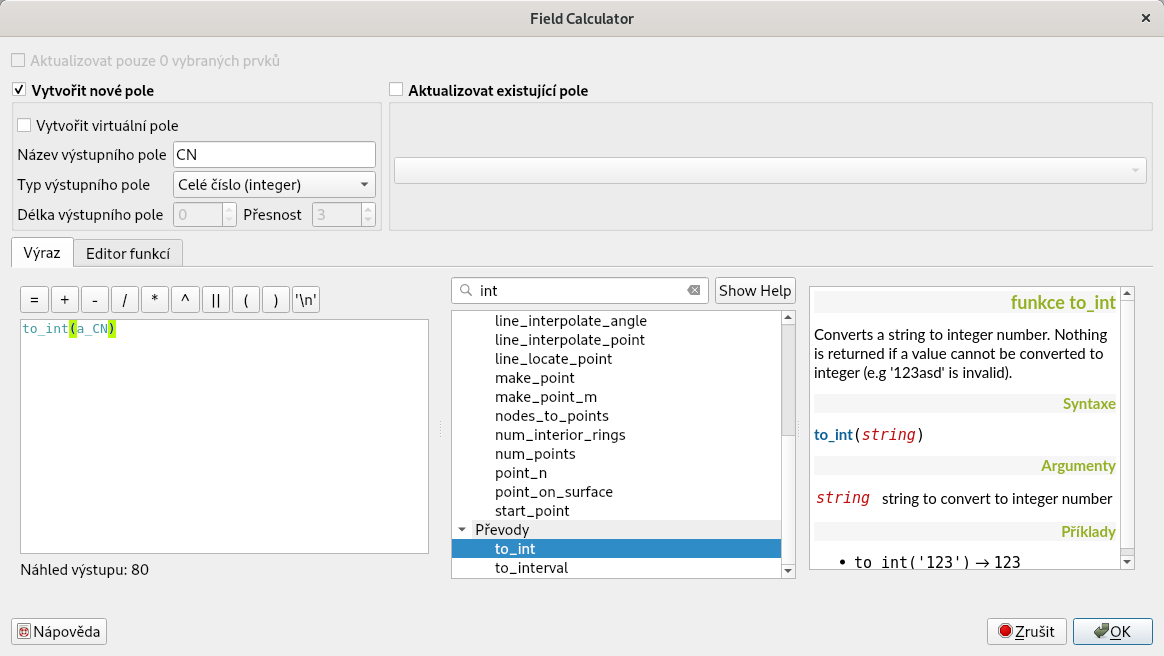 Field Calculator
Aktualizovat pouze 0 vybraných prvků
Vytvořit nové pole
Aktualizovat existující pole
Vytvořit virtuální pole
Název výstupního pole CN
Typ výstupního pole Celé číslo (integer)
Délka výstupního pole 0 Přesnost 3
Výraz Editor funkcí
= + - / * ^ || ( ) '\n'
to_int(a_CN)
Náhled výstupu: 80
int Show Help
line_interpolate_angle
line_interpolate_point
line_locate_point
make_point
make_point_m
nodes_to_points
num_interior_rings
num_points
point_n
point_on_surface
start_point
Převody
to_int
to_interval
funkce to_int
Converts a string to integer number. Nothing
is returned if a value cannot be converted to
integer (e.g '123asd' is invalid).
Syntaxe
to_int(string)
Argumenty
string string to convert to integer number
Příklady
• to_int('123') → 123
Nápověda
Zrušit
OK